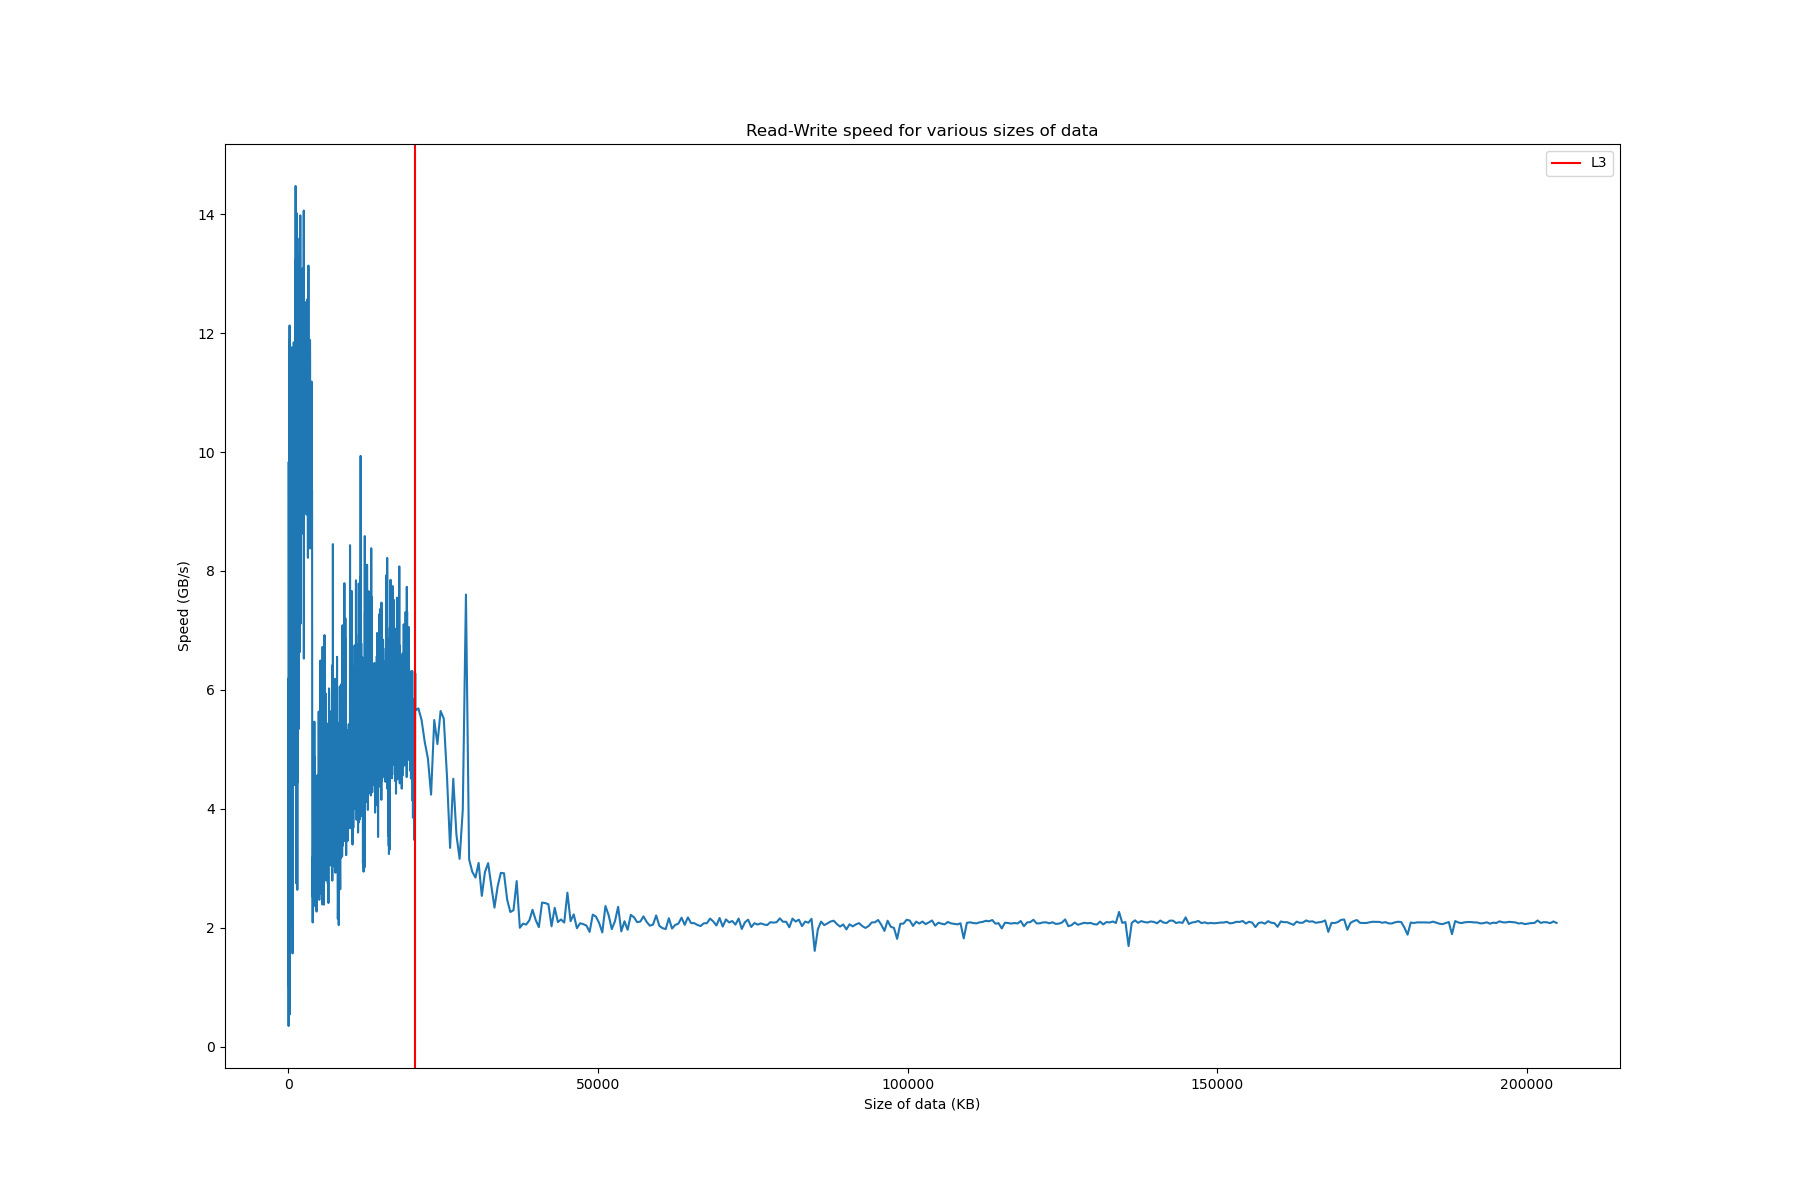 Read-Write speed for various sizes of data
L3
14
12
10
8
6
4
2
0
Speed (GB/s)
0 50000 100000 150000 200000
Size of data (KB)